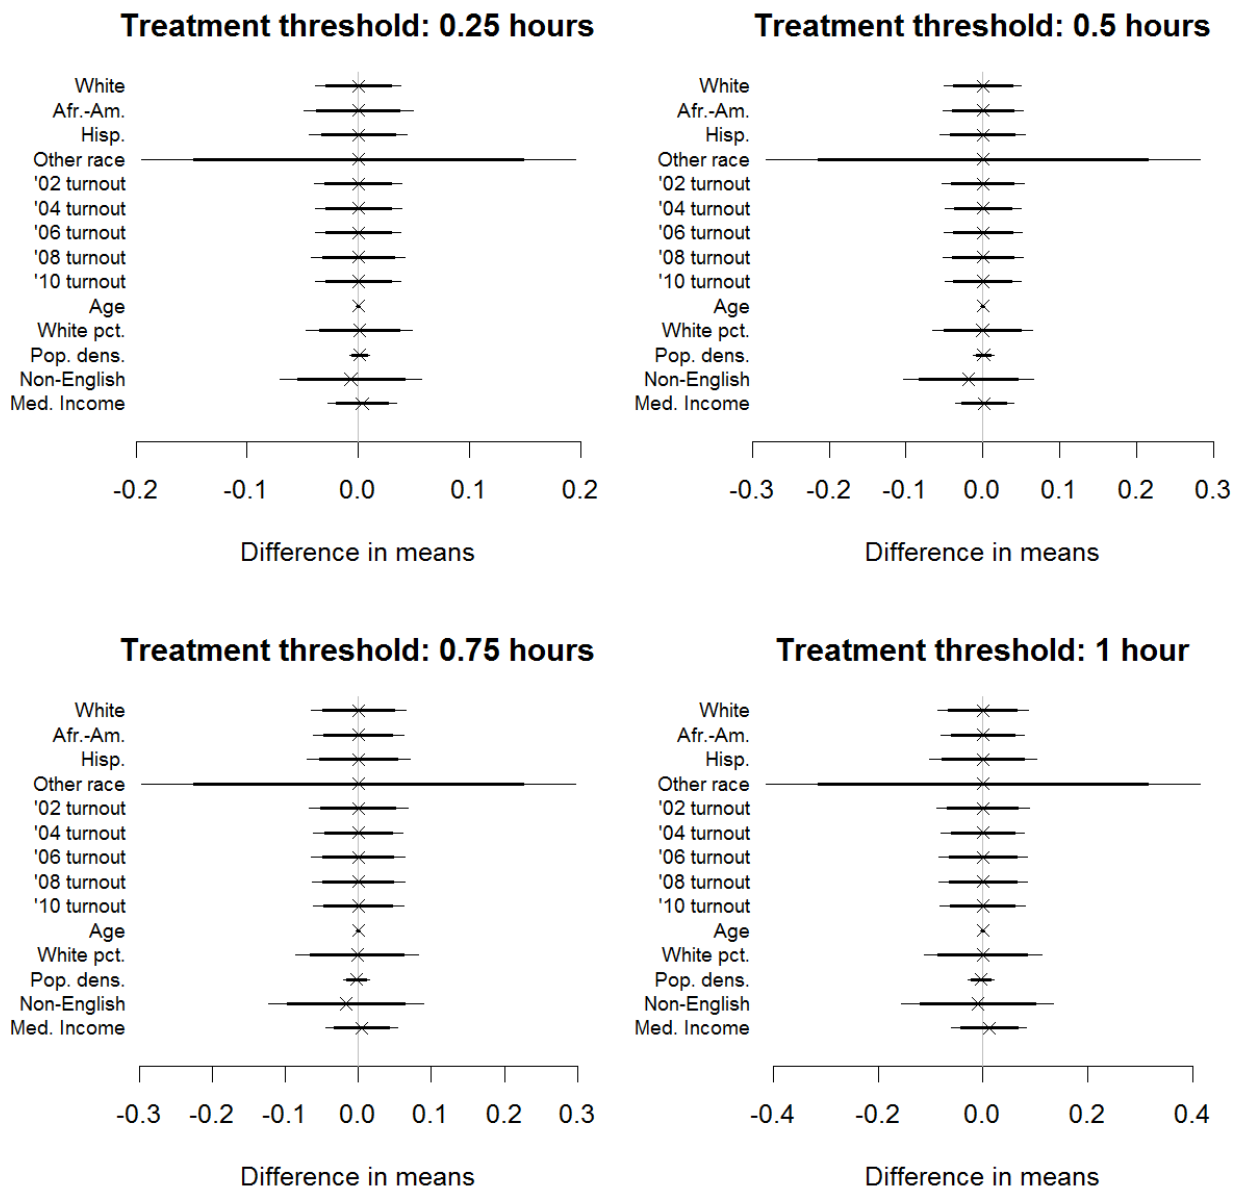 Treatment threshold: 0.25 hours
White
Afr.-Am.
Hisp.
Other race
'02 turnout
'04 turnout
'06 turnout
'08 turnout
'10 turnout
Age
White pct.
Pop. dens.
Non-English
Med. Income
-0.2 -0.1 0.0 0.1 0.2
Difference in means
Treatment threshold: 0.5 hours
White
Afr.-Am.
Hisp.
Other race
'02 turnout
'04 turnout
'06 turnout
'08 turnout
'10 turnout
Age
White pct.
Pop. dens.
Non-English
Med. Income
-0.3 -0.2 -0.1 0.0 0.1 0.2 0.3
Difference in means
Treatment threshold: 0.75 hours
White
Afr.-Am.
Hisp.
Other race
'02 turnout
'04 turnout
'06 turnout
'08 turnout
'10 turnout
Age
White pct.
Pop. dens.
Non-English
Med. Income
-0.3 -0.2 -0.1 0.0 0.1 0.2 0.3
Difference in means
Treatment threshold: 1 hour
White
Afr.-Am.
Hisp.
Other race
'02 turnout
'04 turnout
'06 turnout
'08 turnout
'10 turnout
Age
White pct.
Pop. dens.
Non-English
Med. Income
-0.4 -0.2 0.0 0.2 0.4
Difference in means